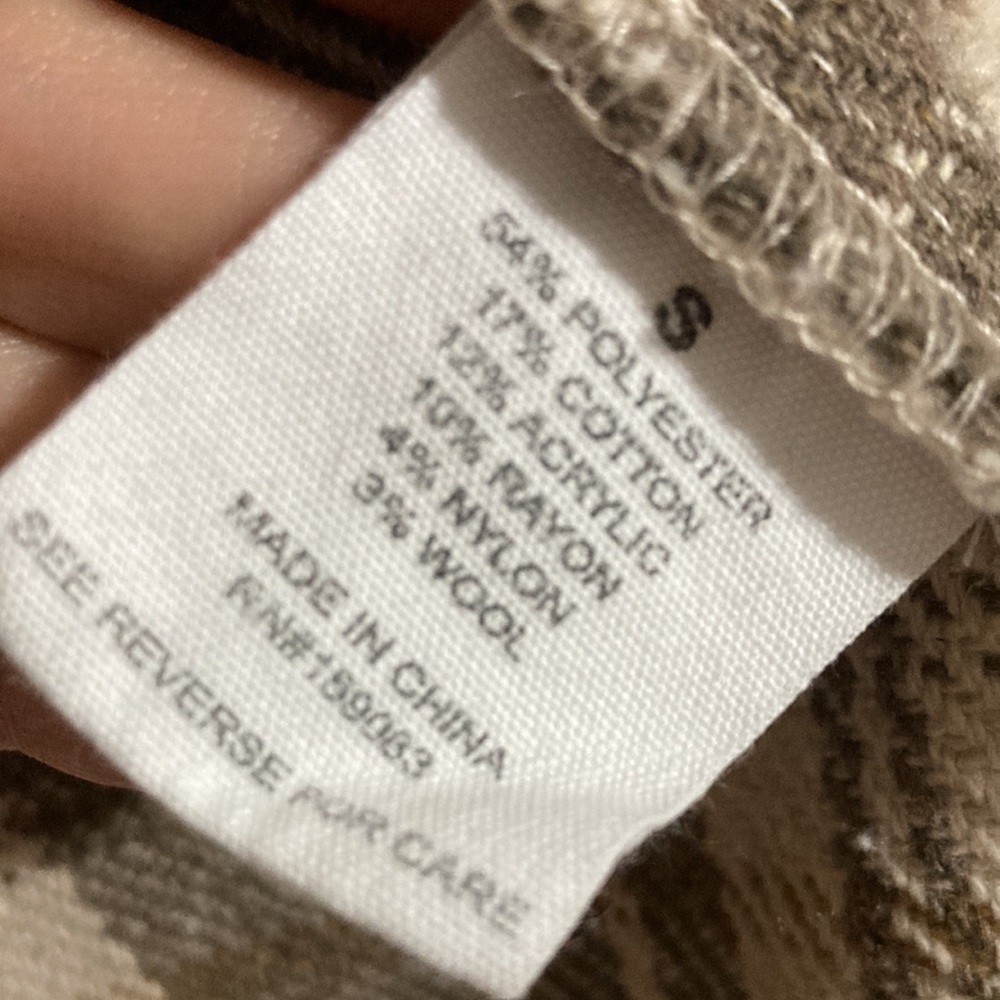 S
54% POLYESTER
17% COTTON
12% ACRYLIC
10% RAYON
4% NYLON
3% WOOL
MADE IN CHINA
RN#159063
SEE REVERSE FOR CARE